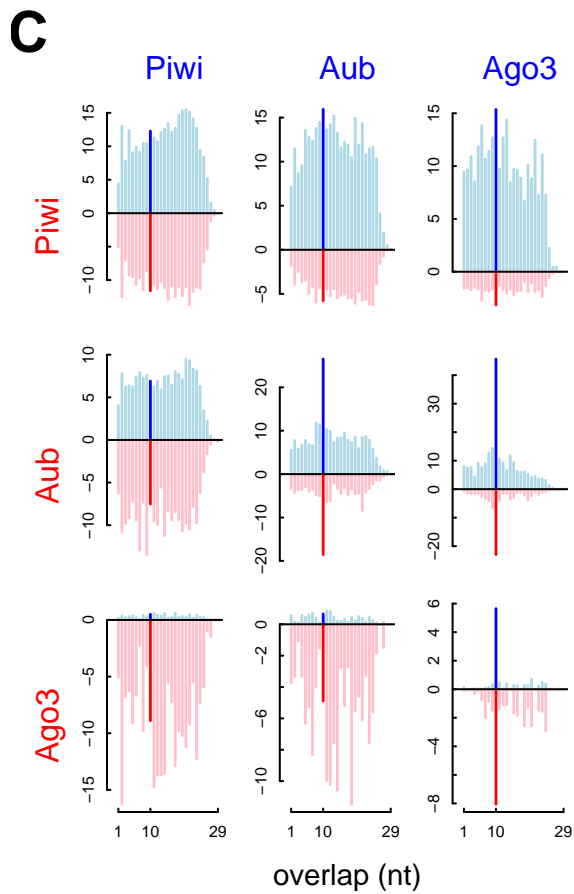 C
Piwi Aub Ago3
Piwi
15 10 5 0 −10
15 10 5 0 −5
15 10 5 0
Aub
10 5 0 −5 −10
20 10 0 −10 −20
40 20 0 −20
Ago3
0 −5 −10 −15
0 −2 −6 −10
6 4 2 0 −4 −8
1 10 29 1 10 29 1 10 29
overlap (nt)